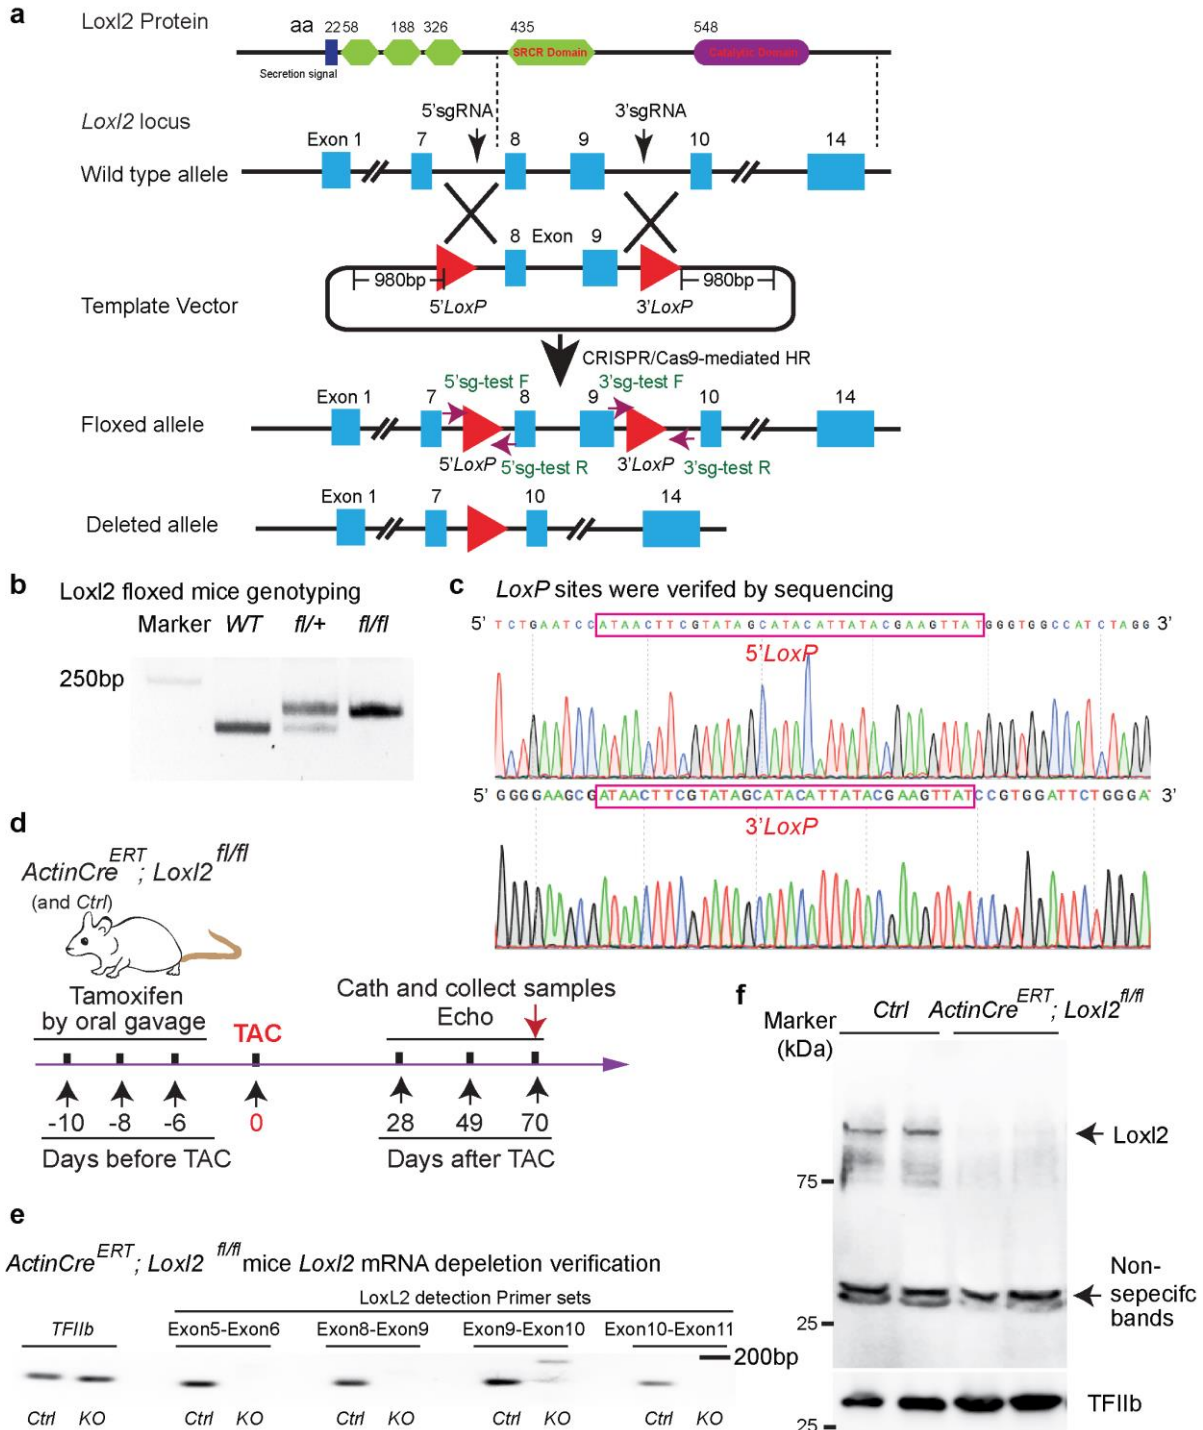 a
Loxl2 Protein
aa
22 58 188 326 435 548
SRCR Domain
Catalytic Domain
Secretion signal
5'sgRNA 3'sgRNA
Loxl2 locus
Exon 1 7 8 9 10 14
Wild type allele
8 Exon 9
980bp 980bp
5'LoxP 3'LoxP
Template Vector
CRISPR/Cas9-mediated HR
5'sg-test F 3'sg-test F
Exon 1 7 8 9 10 14
Floxed allele
5'LoxP 5'sg-test R 3'LoxP 3'sg-test R
Exon 1 7 10 14
Deleted allele
b
Loxl2 floxed mice genotyping
Marker WT fl/+ fl/fl
250bp
c
LoxP sites were verifed by sequencing
5' TCTGAATCCATAACTTCGTATAGCATACATTATACGAAGTTATGGGTGGCCATCTAGG 3'
5'LoxP
5' GGGGAAGCGATAACTTCGTATAGCATACATTATACGAAGTTATCCGTGGATTCTGGGA 3'
3'LoxP
d
ActinCreERT; Loxl2fl/fl
(and Ctrl)
Tamoxifen
by oral gavage
TAC
Cath and collect samples
Echo
-10 -8 -6 0 28 49 70
Days before TAC
Days after TAC
e
ActinCreERT; Loxl2 fl/fl mice Loxl2 mRNA depeletion verification
LoxL2 detection Primer sets
TFIIb Exon5-Exon6 Exon8-Exon9 Exon9-Exon10 Exon10-Exon11
200bp
Ctrl KO Ctrl KO Ctrl KO Ctrl KO Ctrl KO
f
Ctrl ActinCreERT; Loxl2fl/fl
Marker
(kDa)
Loxl2
75
Non-
sepecifc
bands
25
TFIIb
25